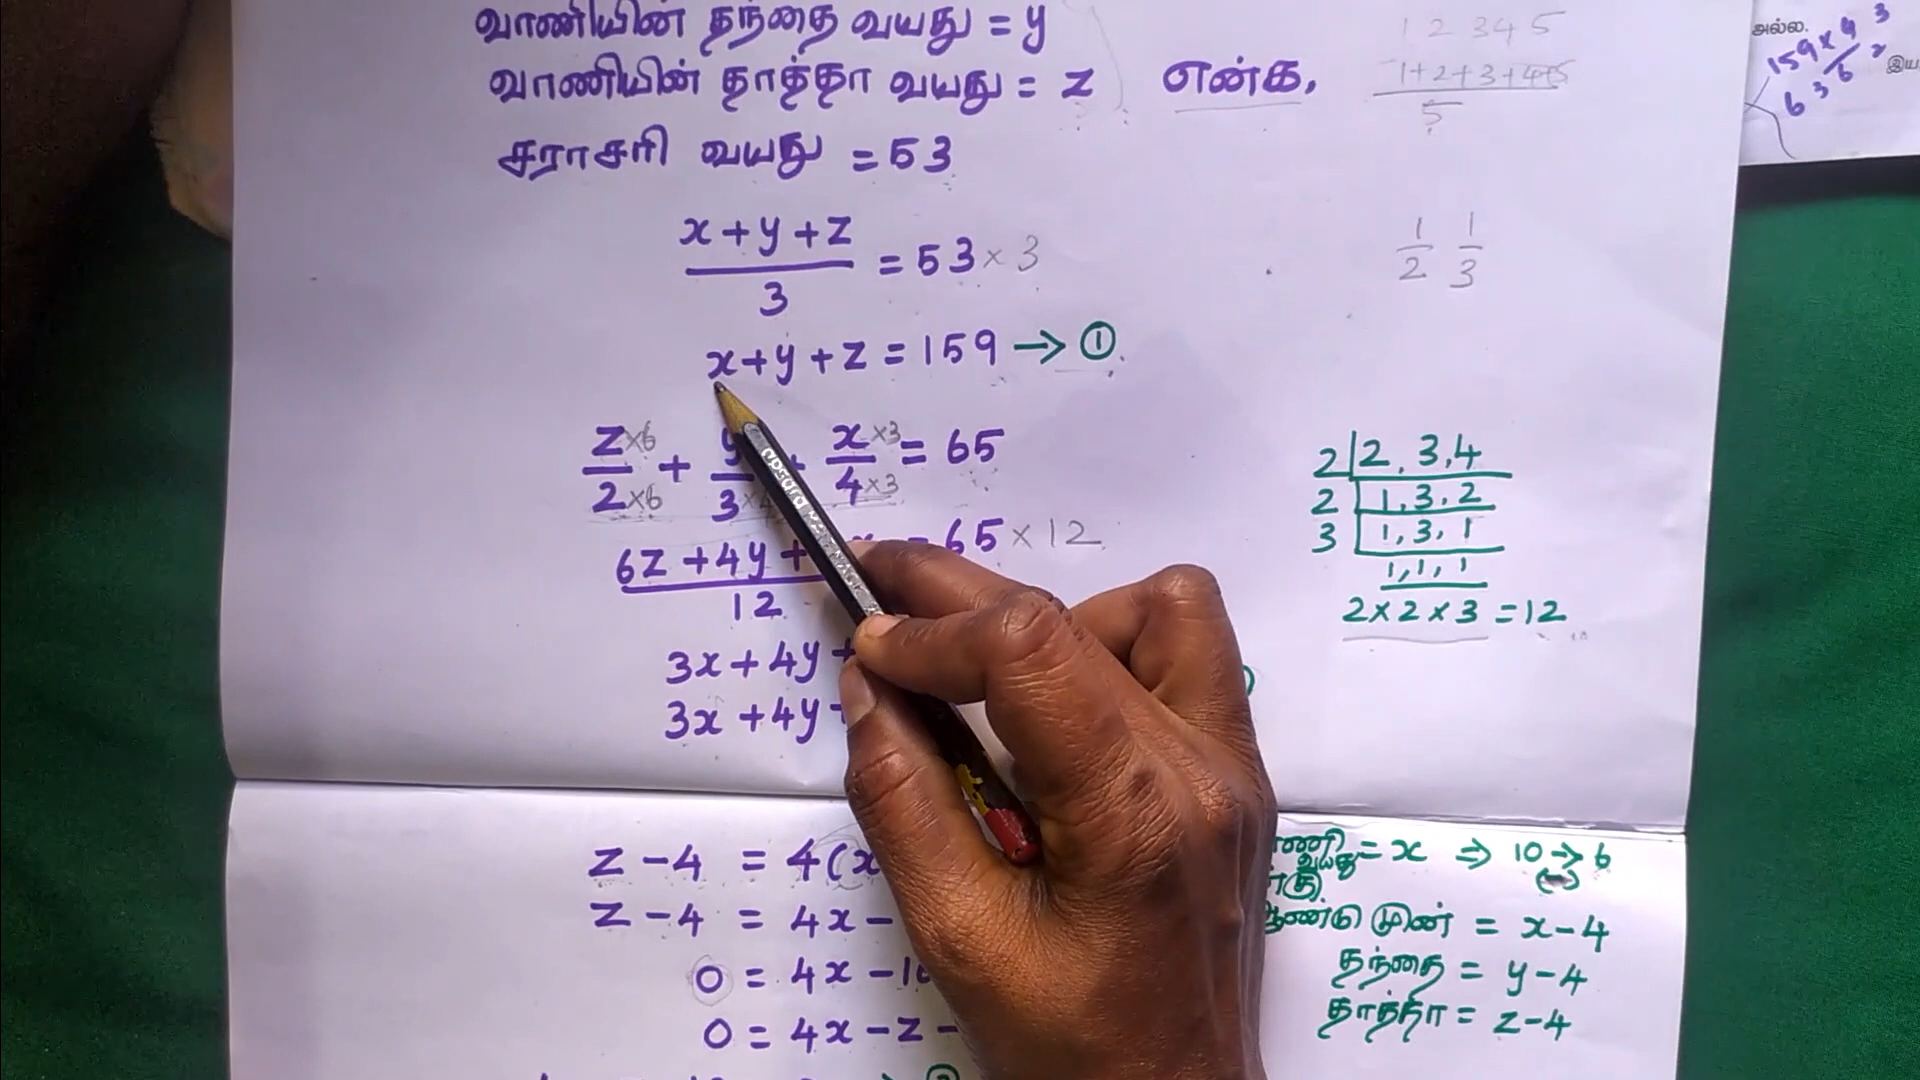 வாணியின் தந்தை வயது = y
வாணியின் தாத்தா வயது = z என்க,
சராசரி வயது = 53
x + y + z
3
= 53 × 3
x + y + z = 159 → ①
z ×6
2 ×6
+
3
x ×3
4 ×3
= 65
6z + 4y +
12
65 × 12
3x + 4y +
3x + 4y +
z - 4 = 4(x
z - 4 = 4x -
0 = 4x - 16
0 = 4x - z -
1 2 3 4 5
1+2+3+4+5
5
1 1
2 3
2 | 2, 3, 4
2 | 1, 3, 2
3 | 1, 3, 1
1, 1, 1
2 × 2 × 3 = 12
வயது = x ⇒ 10 → 6
(-)
முன் = x - 4
தந்தை = y - 4
தாத்தா = z - 4
அல்ல.